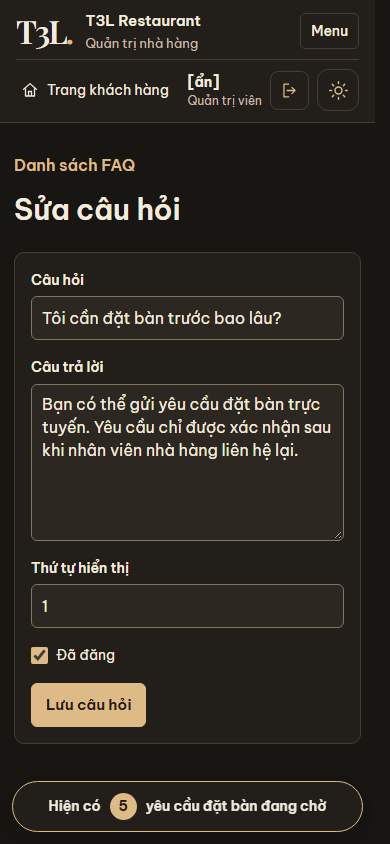 T3L.
T3L Restaurant
Quản trị nhà hàng
Menu
Trang khách hàng
[ẩn]
Quản trị viên
Danh sách FAQ
Sửa câu hỏi
Câu hỏi
Tôi cần đặt bàn trước bao lâu?
Câu trả lời
Bạn có thể gửi yêu cầu đặt bàn trực
tuyến. Yêu cầu chỉ được xác nhận sau
khi nhân viên nhà hàng liên hệ lại.
Thứ tự hiển thị
1
Đã đăng
Lưu câu hỏi
Hiện có 5 yêu cầu đặt bàn đang chờ